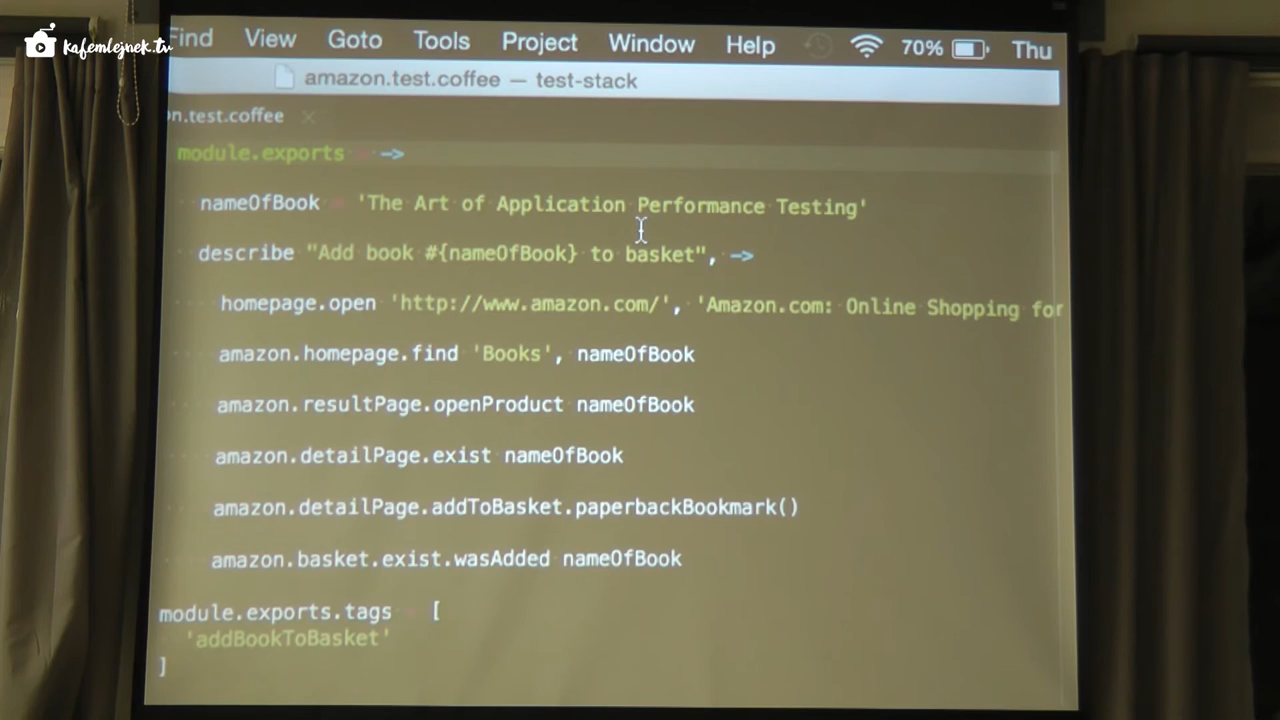 kafemlejnek.tv
Find View Goto Tools Project Window Help 70% Thu
amazon.test.coffee — test-stack
n.test.coffee ×
module.exports = ->
nameOfBook = 'The Art of Application Performance Testing'
describe "Add book #{nameOfBook} to basket", ->
homepage.open 'http://www.amazon.com/', 'Amazon.com: Online Shopping for
amazon.homepage.find 'Books', nameOfBook
amazon.resultPage.openProduct nameOfBook
amazon.detailPage.exist nameOfBook
amazon.detailPage.addToBasket.paperbackBookmark()
amazon.basket.exist.wasAdded nameOfBook
module.exports.tags = [
'addBookToBasket'
]